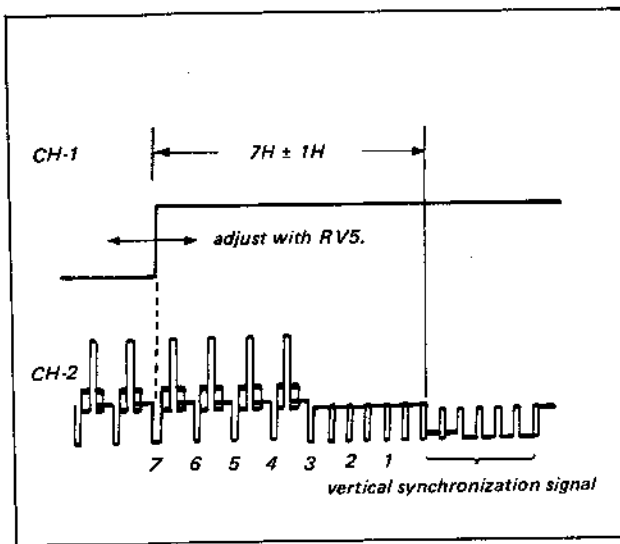 CH-1
7H ± 1H
adjust with RV5.
CH-2
7 6 5 4 3 2 1
vertical synchronization signal